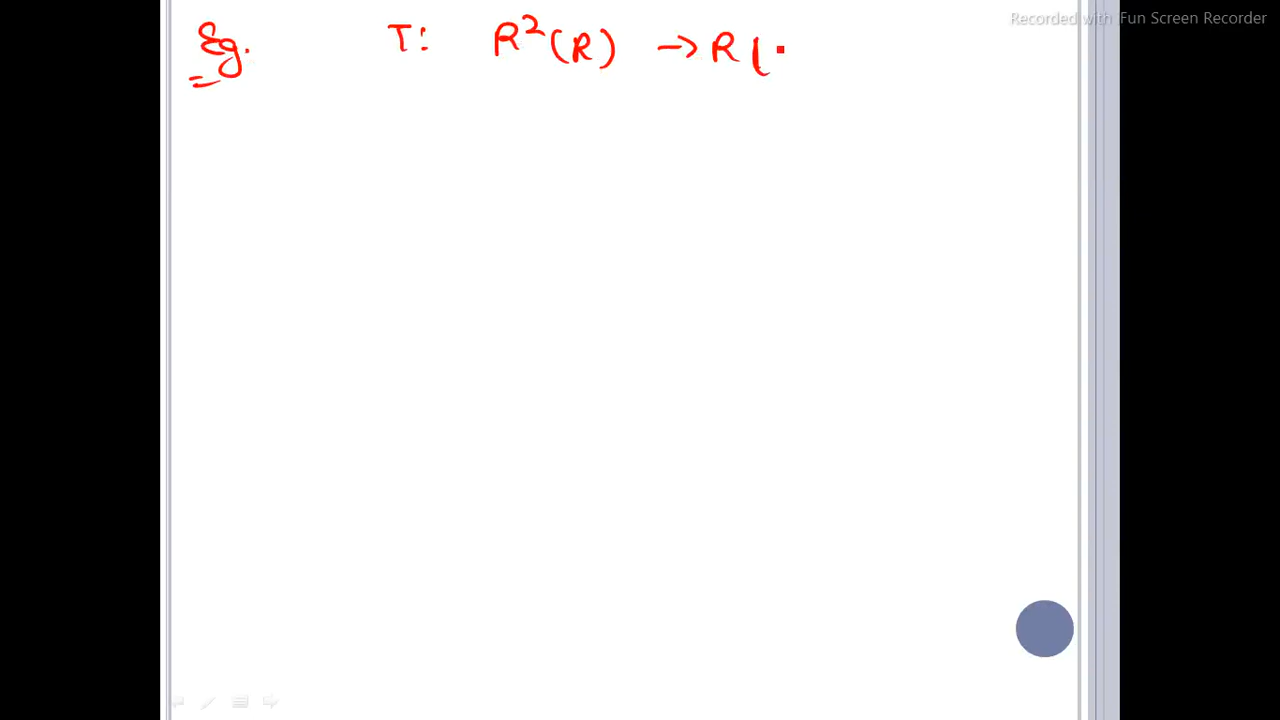 Recorded with Fun Screen Recorder
Eg. T: R²(R) → R(